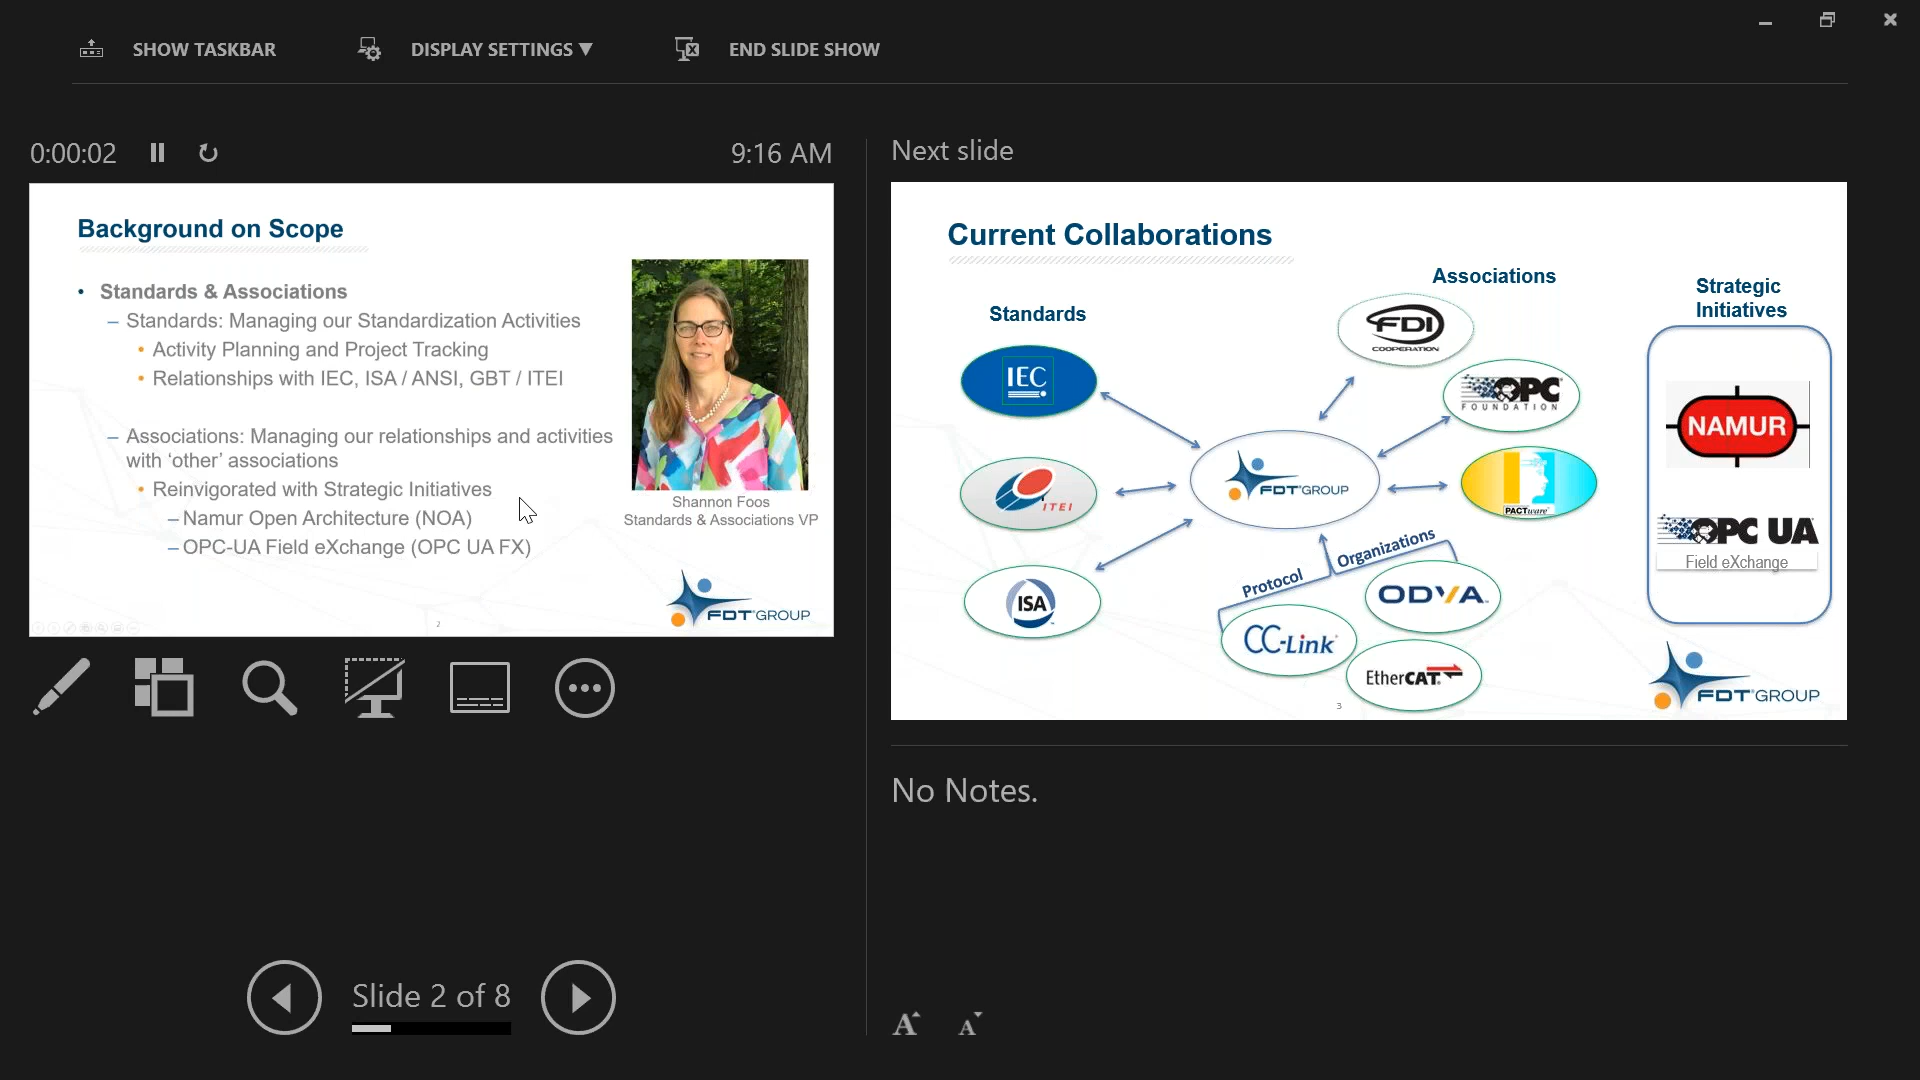 SHOW TASKBAR
DISPLAY SETTINGS ▼
END SLIDE SHOW
0:00:02
9:16 AM
Background on Scope
• Standards & Associations
– Standards: Managing our Standardization Activities
• Activity Planning and Project Tracking
• Relationships with IEC, ISA / ANSI, GBT / ITEI
– Associations: Managing our relationships and activities
with ‘other’ associations
• Reinvigorated with Strategic Initiatives
– Namur Open Architecture (NOA)
– OPC-UA Field eXchange (OPC UA FX)
Shannon Foos
Standards & Associations VP
FDT GROUP
2
Slide 2 of 8
Next slide
Current Collaborations
Standards
Associations
Strategic
Initiatives
IEC
ITEI
ISA
FDI
COOPERATION
OPC
FOUNDATION
PACTware
FDT GROUP
Protocol
Organizations
ODVA
CC-Link
EtherCAT
NAMUR
OPC UA
Field eXchange
3
FDT GROUP
No Notes.
A A